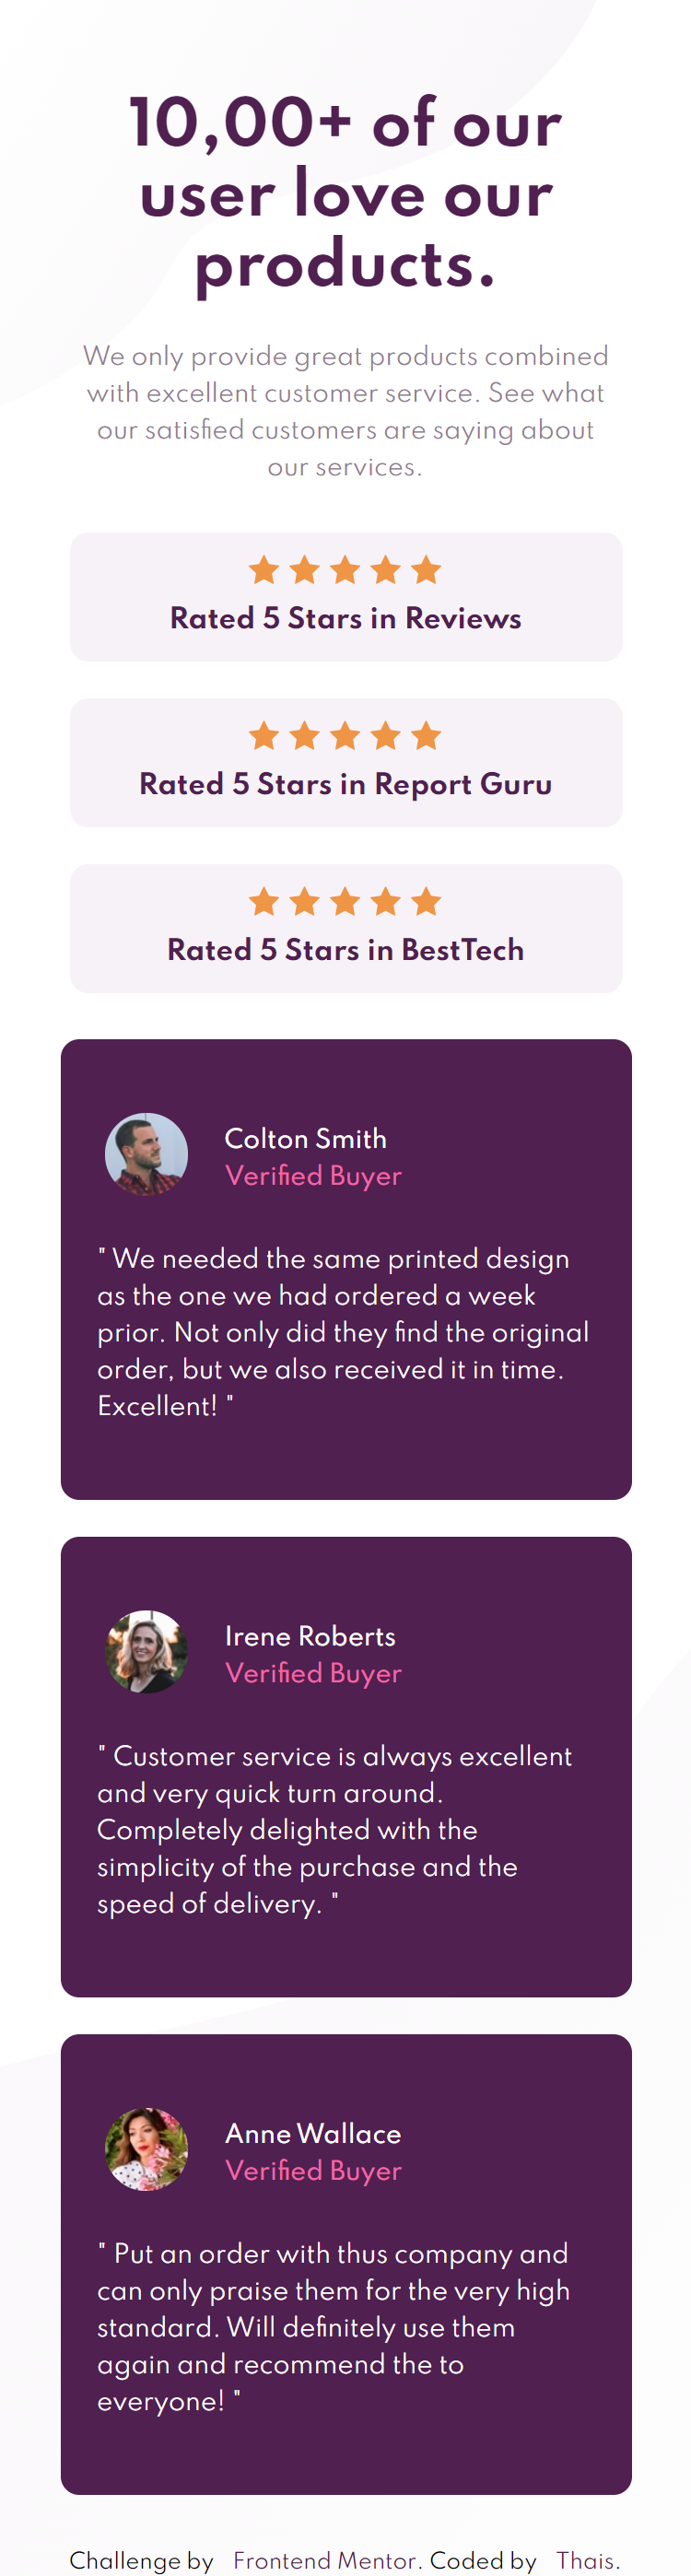 10,00+ of our
user love our
products.
We only provide great products combined
with excellent customer service. See what
our satisfied customers are saying about
our services.
Rated 5 Stars in Reviews
Rated 5 Stars in Report Guru
Rated 5 Stars in BestTech
Colton Smith
Verified Buyer
" We needed the same printed design
as the one we had ordered a week
prior. Not only did they find the original
order, but we also received it in time.
Excellent! "
Irene Roberts
Verified Buyer
" Customer service is always excellent
and very quick turn around.
Completely delighted with the
simplicity of the purchase and the
speed of delivery. "
Anne Wallace
Verified Buyer
" Put an order with thus company and
can only praise them for the very high
standard. Will definitely use them
again and recommend the to
everyone! "
Challenge by Frontend Mentor. Coded by Thais.